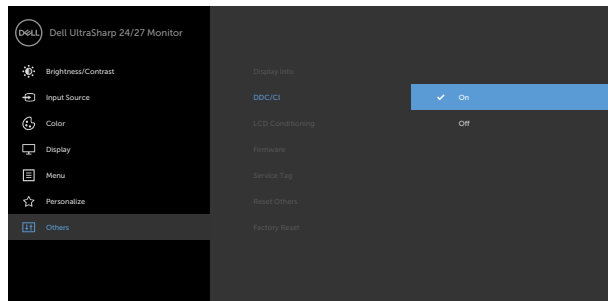 DELL
Dell UltraSharp 24/27 Monitor
Brightness/Contrast
Input Source
Color
Display
Menu
Personalize
Others
Display Info
DDC/CI
LCD Conditioning
Firmware
Service Tag
Reset Others
Factory Reset
On
Off